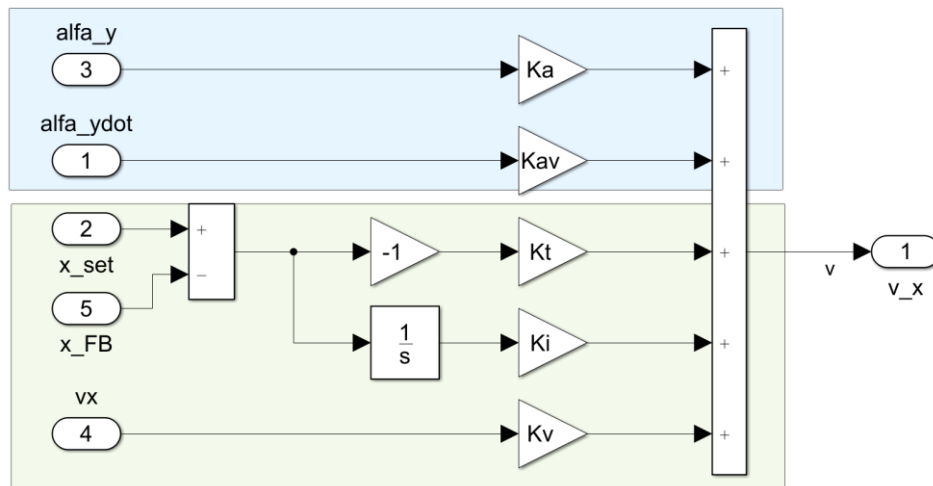 alfa_y
3
Ka
+
alfa_ydot
1
Kav
+
2
x_set
+
−
5
x_FB
-1
Kt
+
v
1
v_x
1
s
Ki
+
vx
4
Kv
+